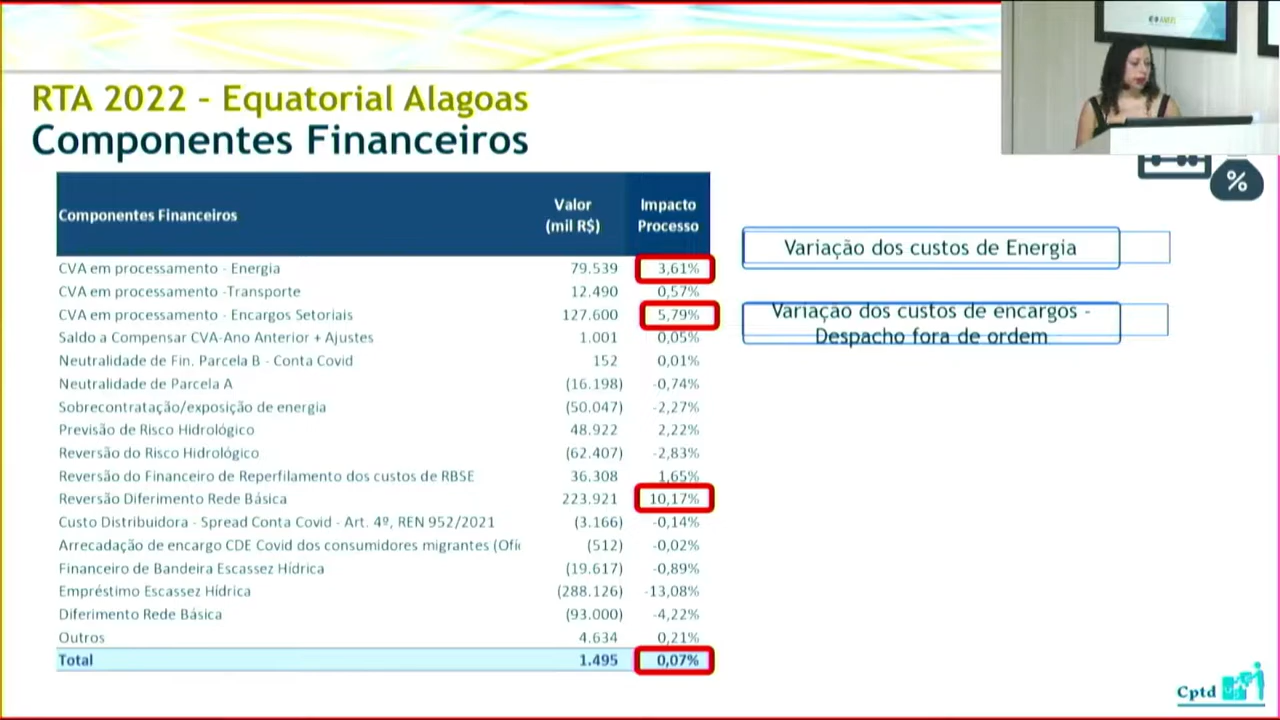 RTA 2022 - Equatorial Alagoas
Componentes Financeiros
Componentes Financeiros Valor (mil R$) Impacto Processo
CVA em processamento - Energia 79.539 3,61%
CVA em processamento -Transporte 12.490 0,57%
CVA em processamento - Encargos Setoriais 127.600 5,79%
Saldo a Compensar CVA-Ano Anterior + Ajustes 1.001 0,05%
Neutralidade de Fin. Parcela B - Conta Covid 152 0,01%
Neutralidade de Parcela A (16.198) -0,74%
Sobrecontratação/exposição de energia (50.047) -2,27%
Previsão de Risco Hidrológico 48.922 2,22%
Reversão do Risco Hidrológico (62.407) -2,83%
Reversão do Financeiro de Reperfilamento dos custos de RBSE 36.308 1,65%
Reversão Diferimento Rede Básica 223.921 10,17%
Custo Distribuidora - Spread Conta Covid - Art. 4º, REN 952/2021 (3.166) -0,14%
Arrecadação de encargo CDE Covid dos consumidores migrantes (Ofi (512) -0,02%
Financeiro de Bandeira Escassez Hídrica (19.617) -0,89%
Empréstimo Escassez Hídrica (288.126) -13,08%
Diferimento Rede Básica (93.000) -4,22%
Outros 4.634 0,21%
Total 1.495 0,07%
Variação dos custos de Energia
Variação dos custos de encargos -
Despacho fora de ordem
%
Cptd